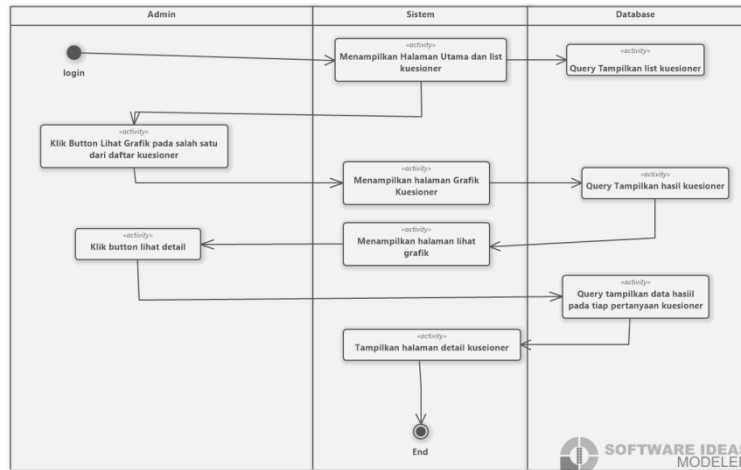 Admin
Sistem
Database
login
«activity»
Menampilkan Halaman Utama dan list
kuesioner
«activity»
Query Tampilkan list kuesioner
«activity»
Klik Button Lihat Grafik pada salah satu
dari daftar kuesioner
«activity»
Menampilkan halaman Grafik
Kuesioner
«activity»
Query Tampilkan hasil kuesioner
«activity»
Klik button lihat detail
«activity»
Menampilkan halaman lihat
grafik
«activity»
Query tampilkan data hasiil
pada tiap pertanyaan kuesioner
«activity»
Tampilkan halaman detail kuseioner
End
SOFTWARE IDEAS
MODELER